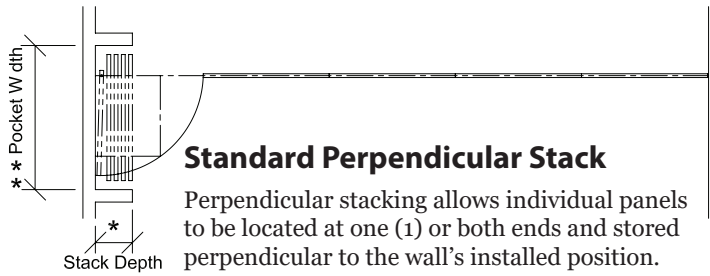 * * Pocket W dth
Standard Perpendicular Stack
Perpendicular stacking allows individual panels
to be located at one (1) or both ends and stored
perpendicular to the wall's installed position.
*
Stack Depth